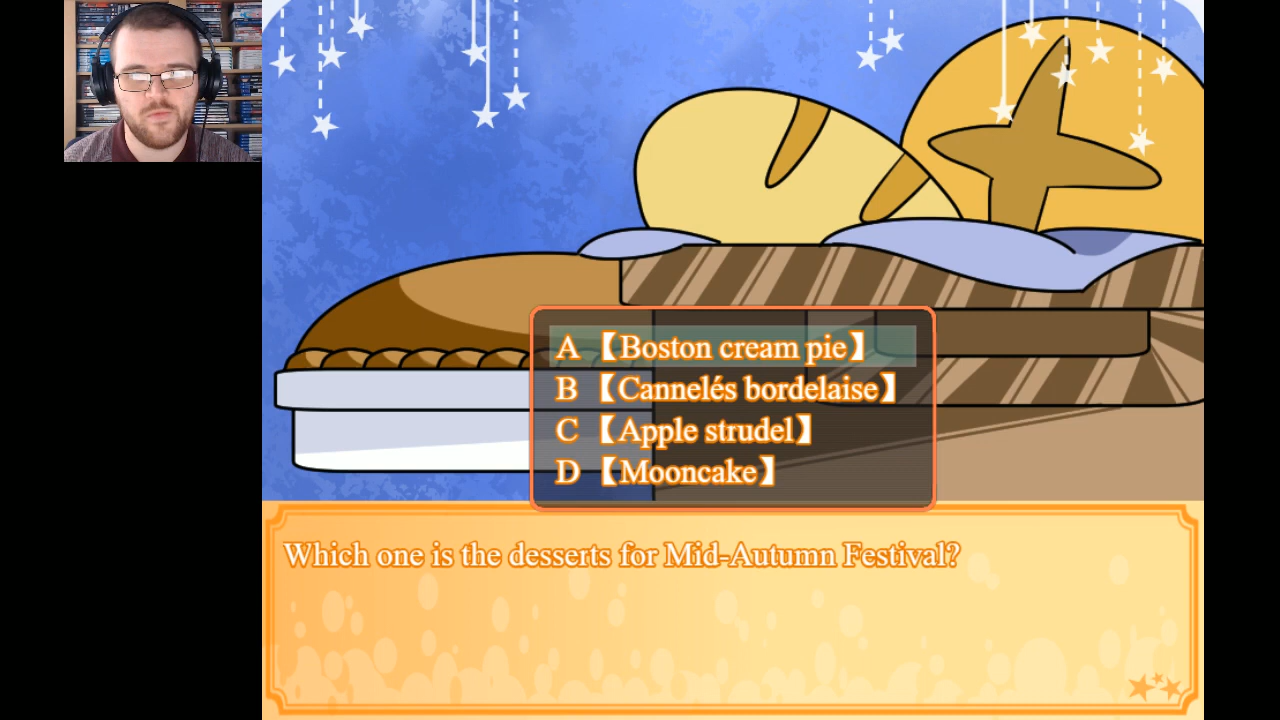 A 【Boston cream pie】
B 【Cannelés bordelaise】
C 【Apple strudel】
D 【Mooncake】
Which one is the desserts for Mid-Autumn Festival?